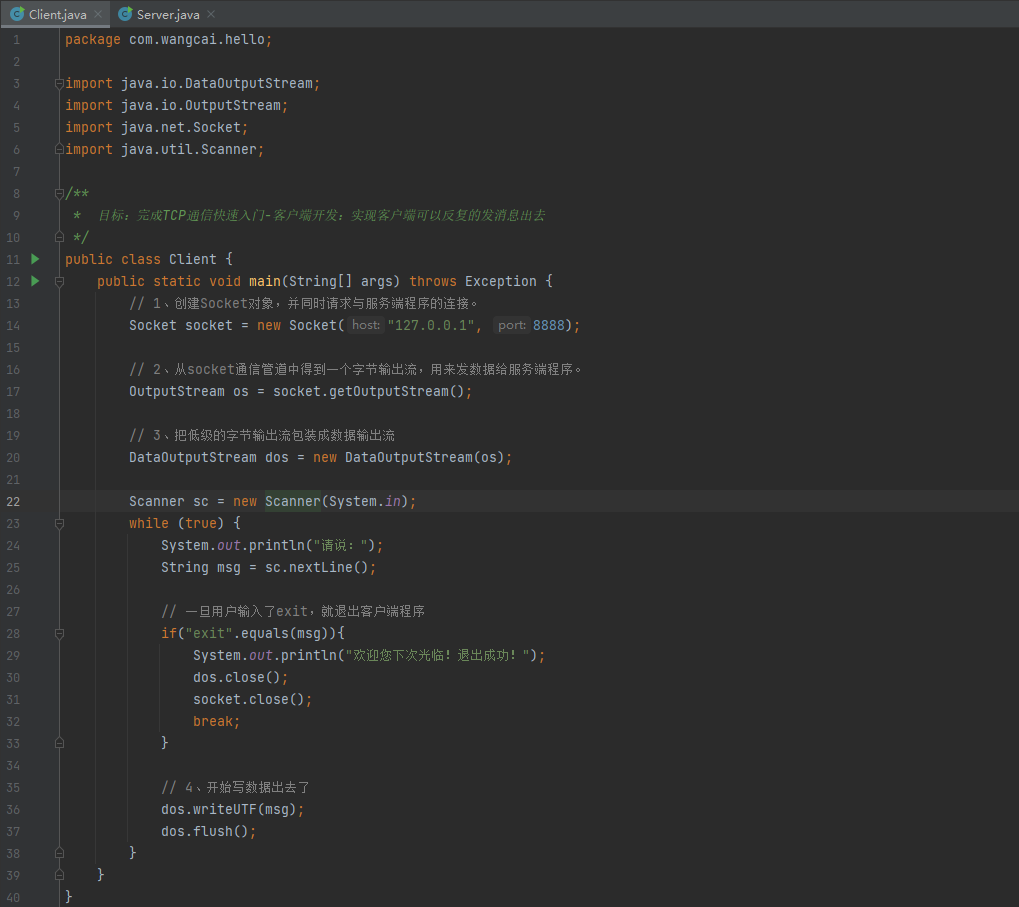 Client.java × Server.java ×
1 package com.wangcai.hello;
2
3 import java.io.DataOutputStream;
4 import java.io.OutputStream;
5 import java.net.Socket;
6 import java.util.Scanner;
7
8 /**
9  *  目标：完成TCP通信快速入门-客户端开发：实现客户端可以反复的发消息出去
10  */
11 public class Client {
12     public static void main(String[] args) throws Exception {
13         // 1、创建Socket对象，并同时请求与服务端程序的连接。
14         Socket socket = new Socket( host: "127.0.0.1",  port: 8888);
15
16         // 2、从socket通信管道中得到一个字节输出流，用来发数据给服务端程序。
17         OutputStream os = socket.getOutputStream();
18
19         // 3、把低级的字节输出流包装成数据输出流
20         DataOutputStream dos = new DataOutputStream(os);
21
22         Scanner sc = new Scanner(System.in);
23         while (true) {
24             System.out.println("请说：");
25             String msg = sc.nextLine();
26
27             // 一旦用户输入了exit，就退出客户端程序
28             if("exit".equals(msg)){
29                 System.out.println("欢迎您下次光临！退出成功！");
30                 dos.close();
31                 socket.close();
32                 break;
33             }
34
35             // 4、开始写数据出去了
36             dos.writeUTF(msg);
37             dos.flush();
38         }
39     }
40 }